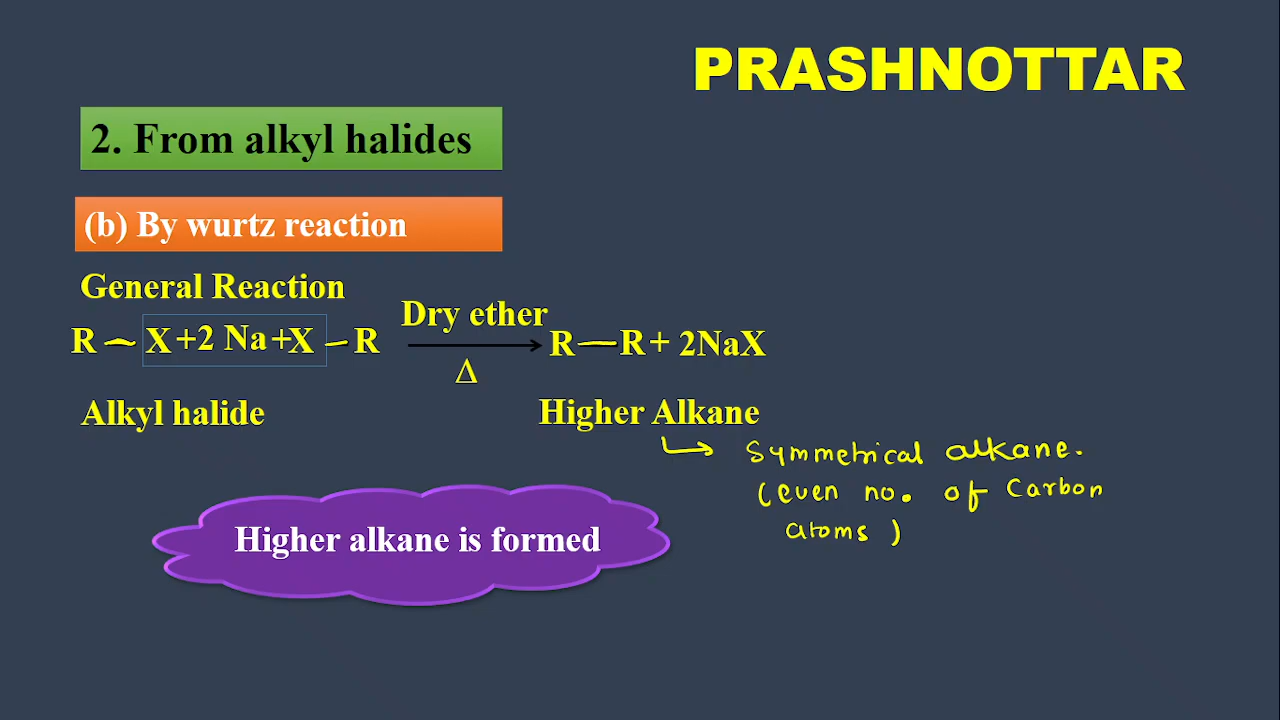 PRASHNOTTAR
2. From alkyl halides
(b) By wurtz reaction
General Reaction
Dry ether
R - X +2 Na +X - R → R - R + 2NaX
Δ
Alkyl halide Higher Alkane
↳ Symmetrical alkane.
(even no. of Carbon
atoms)
Higher alkane is formed